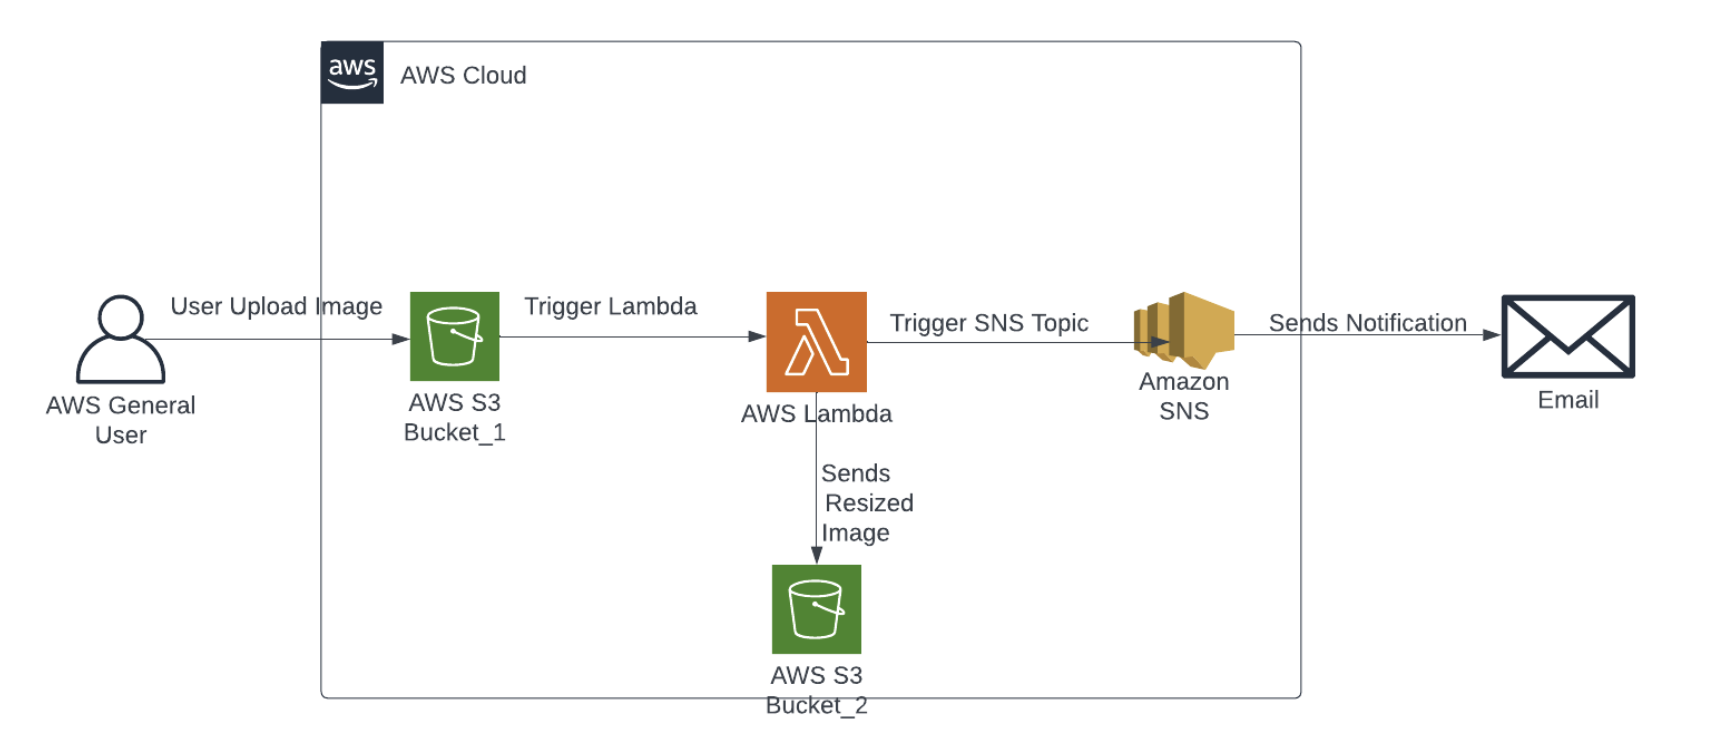 aws
AWS Cloud
User Upload Image
Trigger Lambda
Trigger SNS Topic
Sends Notification
AWS General
User
AWS S3
Bucket_1
AWS Lambda
Amazon
SNS
Email
Sends
Resized
Image
AWS S3
Bucket_2